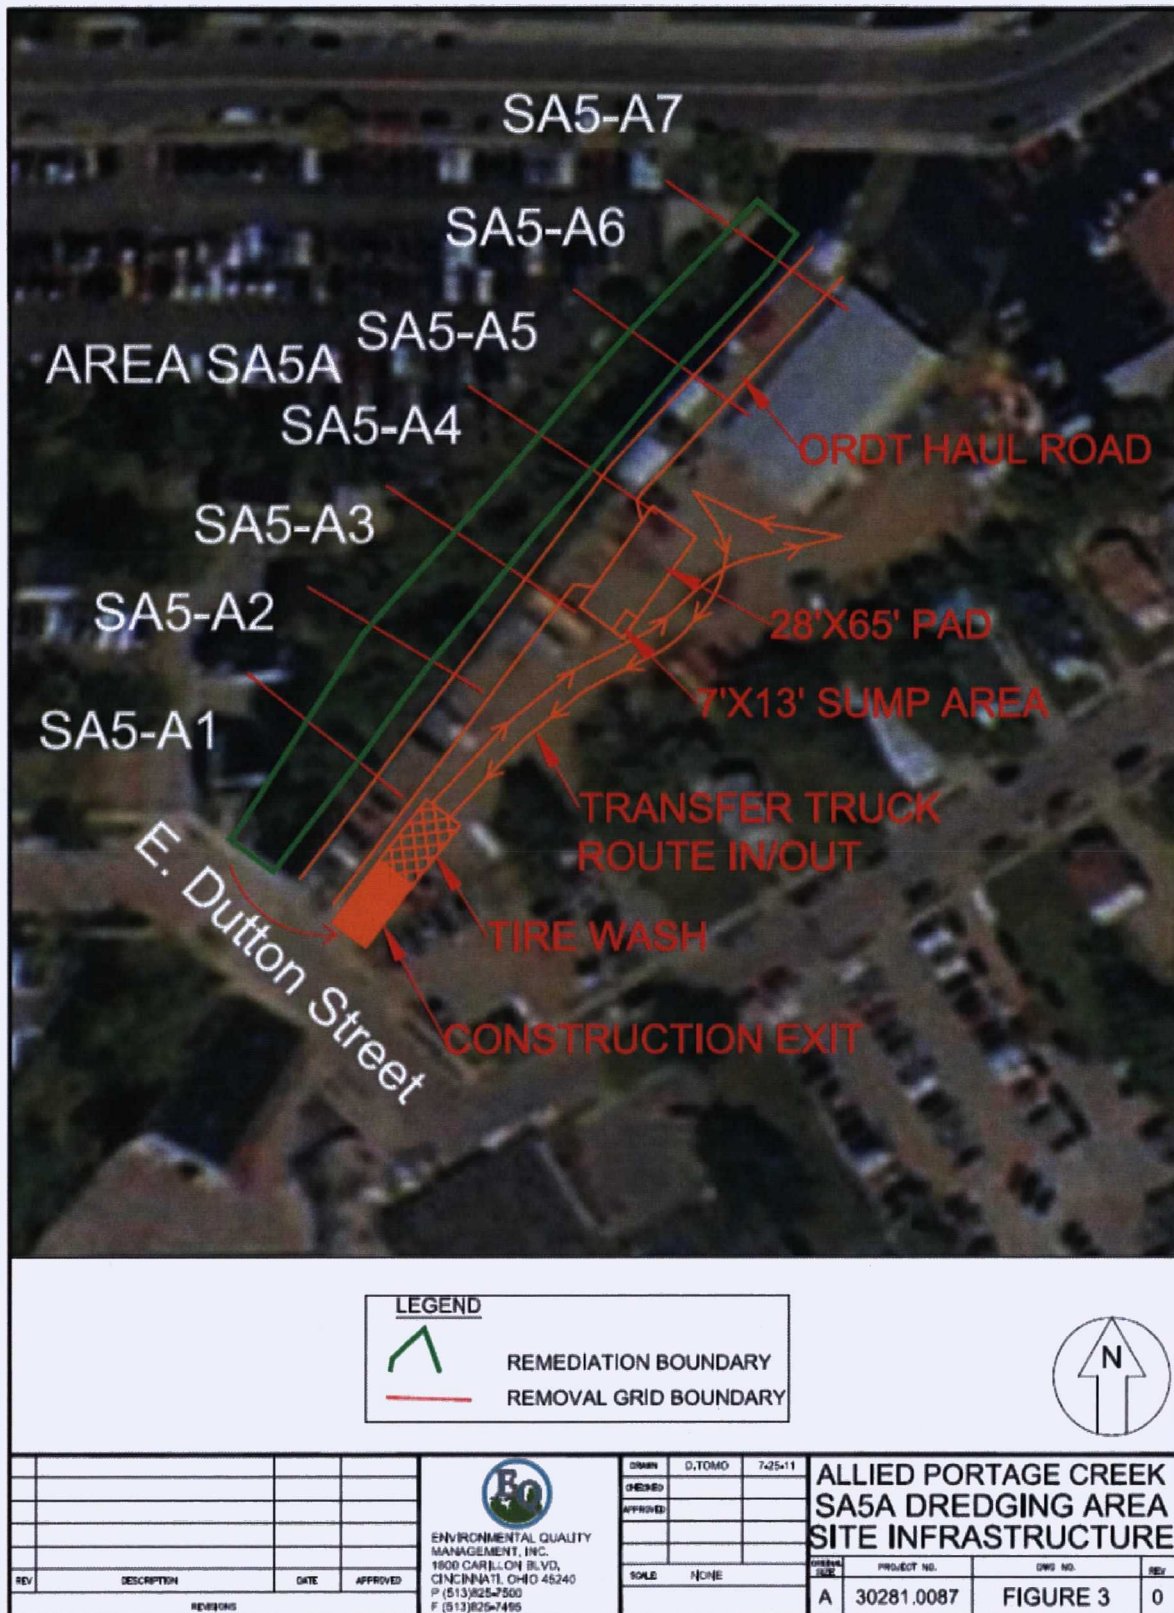 SA5-A7
SA5-A6
SA5-A5
AREA SA5A
SA5-A4
ORDT HAUL ROAD
SA5-A3
SA5-A2
28'X65' PAD
7'X13' SUMP AREA
SA5-A1
TRANSFER TRUCK
ROUTE IN/OUT
E. Dutton Street
TIRE WASH
CONSTRUCTION EXIT
LEGEND
REMEDIATION BOUNDARY
REMOVAL GRID BOUNDARY
N
REV DESCRIPTION DATE APPROVED
REVISIONS
EQ
ENVIRONMENTAL QUALITY
MANAGEMENT, INC.
1800 CARILLON BLVD.
CINCINNATI, OHIO 45240
P (513)825-7500
F (513)825-7495
DRAWN D.TOMO 7-25-11
CHECKED
APPROVED
SCALE NONE
ALLIED PORTAGE CREEK
SA5A DREDGING AREA
SITE INFRASTRUCTURE
ORIGINAL SIZE PROJECT NO. DWG NO. REV
A 30281.0087 FIGURE 3 0